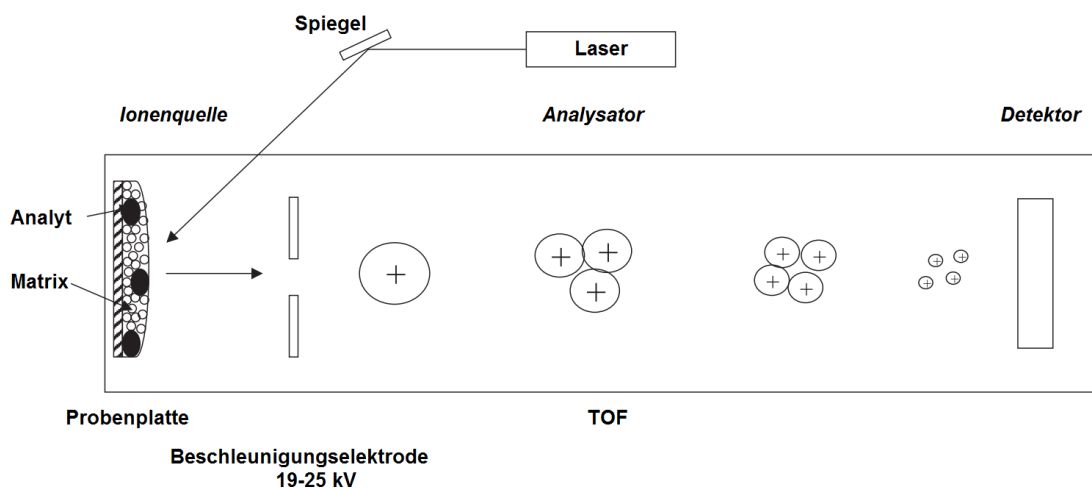 Spiegel
Laser
Ionenquelle
Analysator
Detektor
Analyt
Matrix
+
+ + +
+ + + +
+ + + +
Probenplatte
TOF
Beschleunigungselektrode
19-25 kV